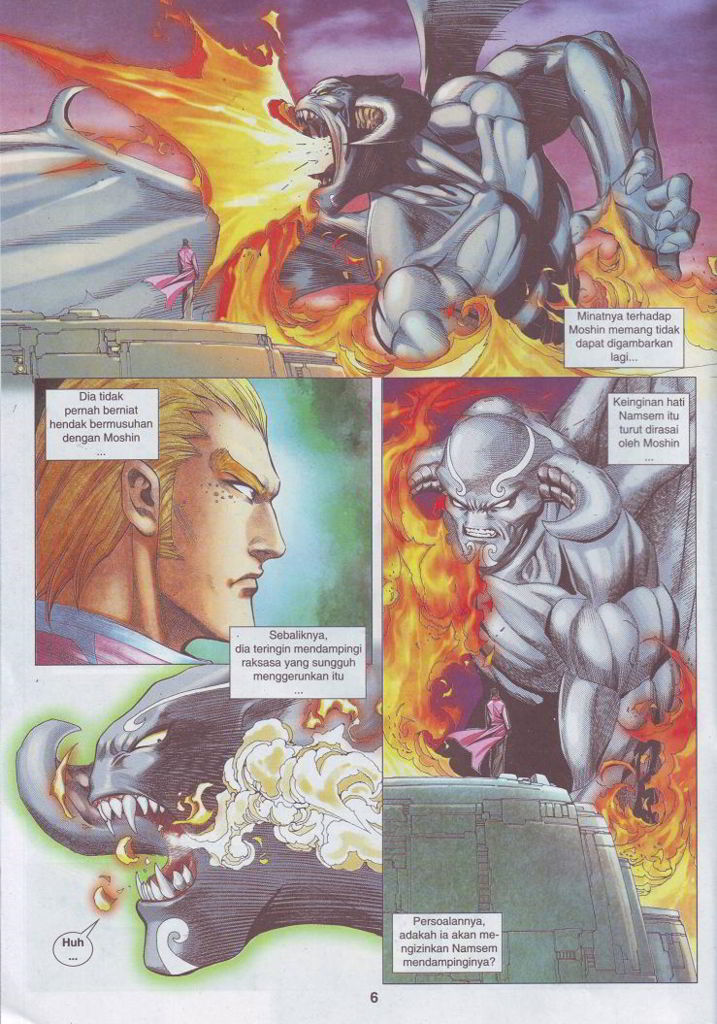 Minatnya terhadap
Moshin memang tidak
dapat digambarkan
lagi...
Dia tidak
pernah berniat
hendak bermusuhan
dengan Moshin
...
Sebaliknya,
dia teringin mendampingi
raksasa yang sungguh
menggerunkan itu
...
Keinginan hati
Namsem itu
turut dirasai
oleh Moshin
...
Huh
...
Persoalannya,
adakah ia akan me-
ngizinkan Namsem
mendampinginya?
6